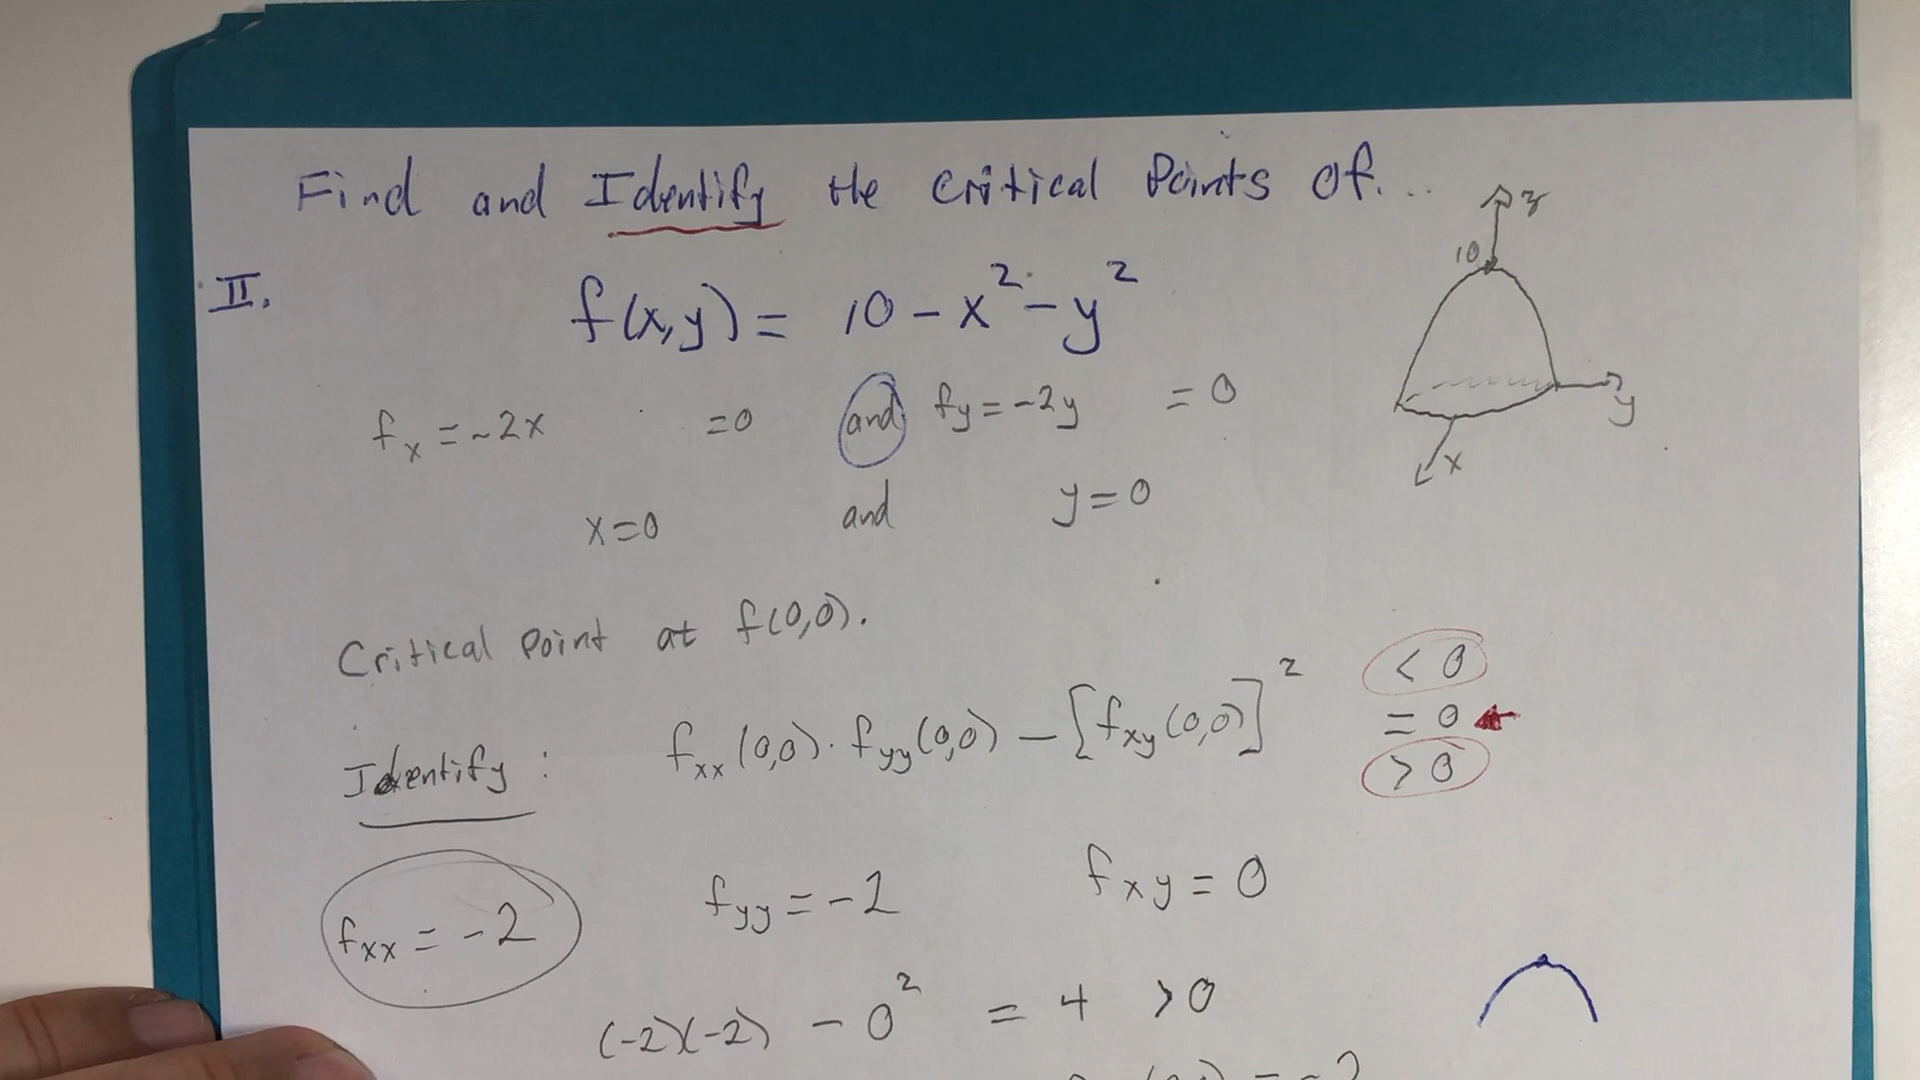 Find and Identify the Critical Points Of...
II. f(x,y) = 10 - x² - y²
z
10
y
x
f_x = -2x = 0 and f_y = -2y = 0
x = 0 and y = 0
Critical Point at f(0,0).
Identify : f_xx(0,0) · f_yy(0,0) - [f_xy(0,0)]²
< 0
= 0
> 0
f_xx = -2 f_yy = -2 f_xy = 0
(-2)(-2) - 0² = 4 > 0